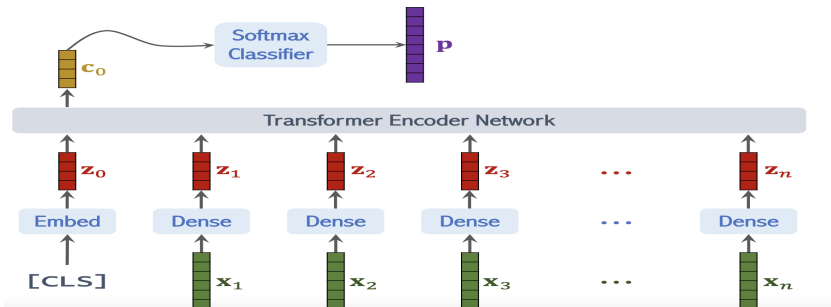 Softmax
Classifier
p
c₀
Transformer Encoder Network
z₀ z₁ z₂ z₃ ... zₙ
Embed Dense Dense Dense ... Dense
[CLS] x₁ x₂ x₃ ... xₙ